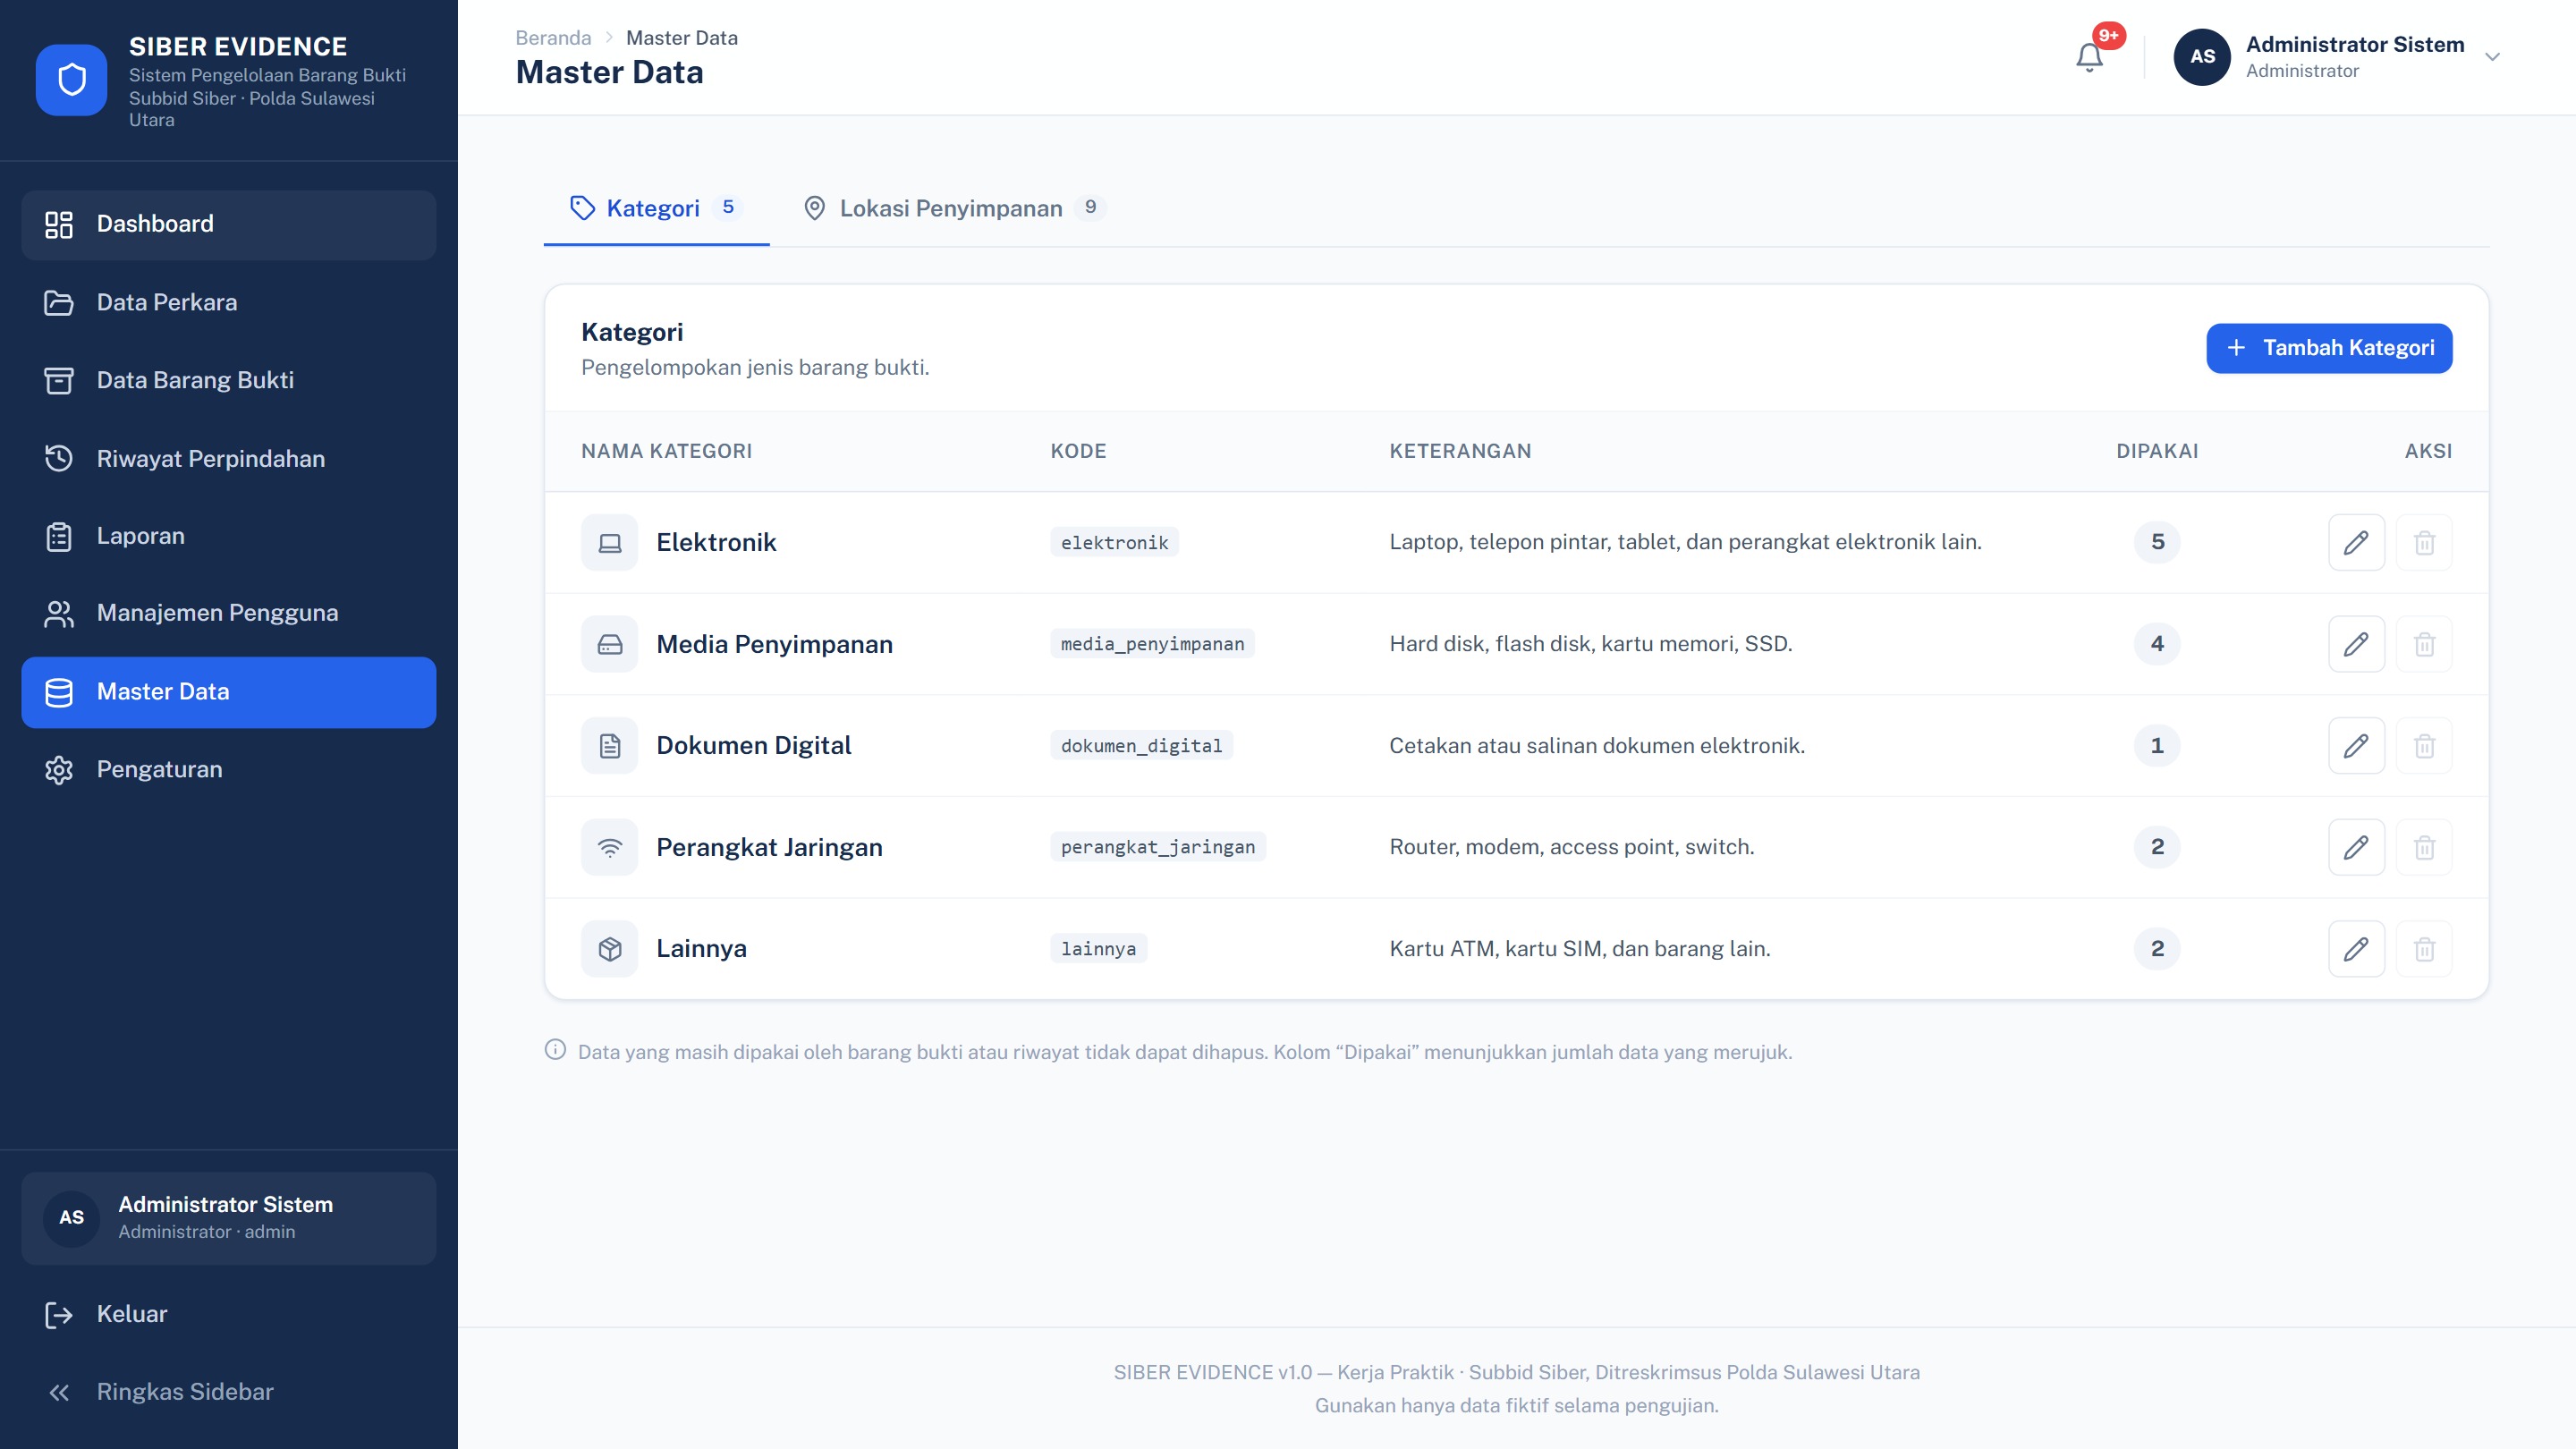 SIBER EVIDENCE
Sistem Pengelolaan Barang Bukti
Subbid Siber · Polda Sulawesi
Utara
Dashboard
Data Perkara
Data Barang Bukti
Riwayat Perpindahan
Laporan
Manajemen Pengguna
Master Data
Pengaturan
AS
Administrator Sistem
Administrator · admin
Keluar
Ringkas Sidebar
Beranda
Master Data
Master Data
9+
AS
Administrator Sistem
Administrator
Kategori 5
Lokasi Penyimpanan 9
Kategori
Pengelompokan jenis barang bukti.
Tambah Kategori
NAMA KATEGORI KODE KETERANGAN DIPAKAI AKSI
Elektronik elektronik Laptop, telepon pintar, tablet, dan perangkat elektronik lain. 5
Media Penyimpanan media_penyimpanan Hard disk, flash disk, kartu memori, SSD. 4
Dokumen Digital dokumen_digital Cetakan atau salinan dokumen elektronik. 1
Perangkat Jaringan perangkat_jaringan Router, modem, access point, switch. 2
Lainnya lainnya Kartu ATM, kartu SIM, dan barang lain. 2
Data yang masih dipakai oleh barang bukti atau riwayat tidak dapat dihapus. Kolom “Dipakai” menunjukkan jumlah data yang merujuk.
SIBER EVIDENCE v1.0 — Kerja Praktik · Subbid Siber, Ditreskrimsus Polda Sulawesi Utara
Gunakan hanya data fiktif selama pengujian.